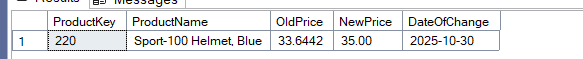 Messages
ProductKey ProductName OldPrice NewPrice DateOfChange
1 220 Sport-100 Helmet, Blue 33.6442 35.00 2025-10-30